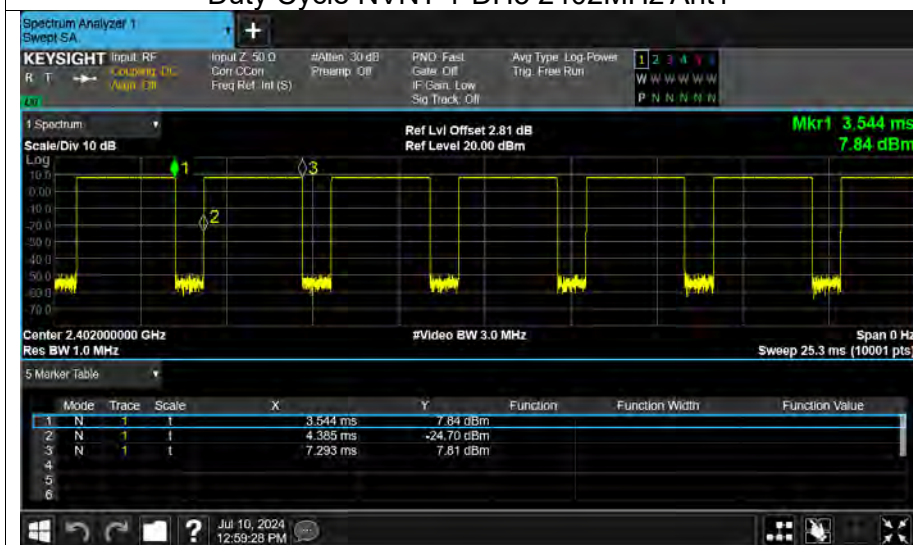 Duty Cycle NVNT 1-DH5 2402MHz Ant1
Spectrum Analyzer 1
Swept SA
+
KEYSIGHT Input: RF
R T
Coupling: DC
Align: Off
Input Z: 50 Ω
Corr CCorr
Freq Ref: Int (S)
#Atten: 30 dB
Preamp: Off
PNO: Fast
Gate: Off
IF Gain: Low
Sig Track: Off
Avg Type: Log-Power
Trig: Free Run
1 2 3 4 5 6
W W W W W W
P N N N N N
1 Spectrum
Scale/Div 10 dB
Ref Lvl Offset 2.81 dB
Ref Level 20.00 dBm
Mkr1 3.544 ms
7.84 dBm
Log
10.0
0.00
-10.0
-20.0
-30.0
-40.0
-50.0
-60.0
-70.0
1
2
3
Center 2.402000000 GHz
Res BW 1.0 MHz
#Video BW 3.0 MHz
Span 0 Hz
Sweep 25.3 ms (10001 pts)
5 Marker Table
Mode Trace Scale X Y Function Function Width Function Value
1 N 1 t 3.544 ms 7.84 dBm
2 N 1 t 4.385 ms -24.70 dBm
3 N 1 t 7.293 ms 7.81 dBm
4
5
6
?
Jul 10, 2024
12:59:28 PM